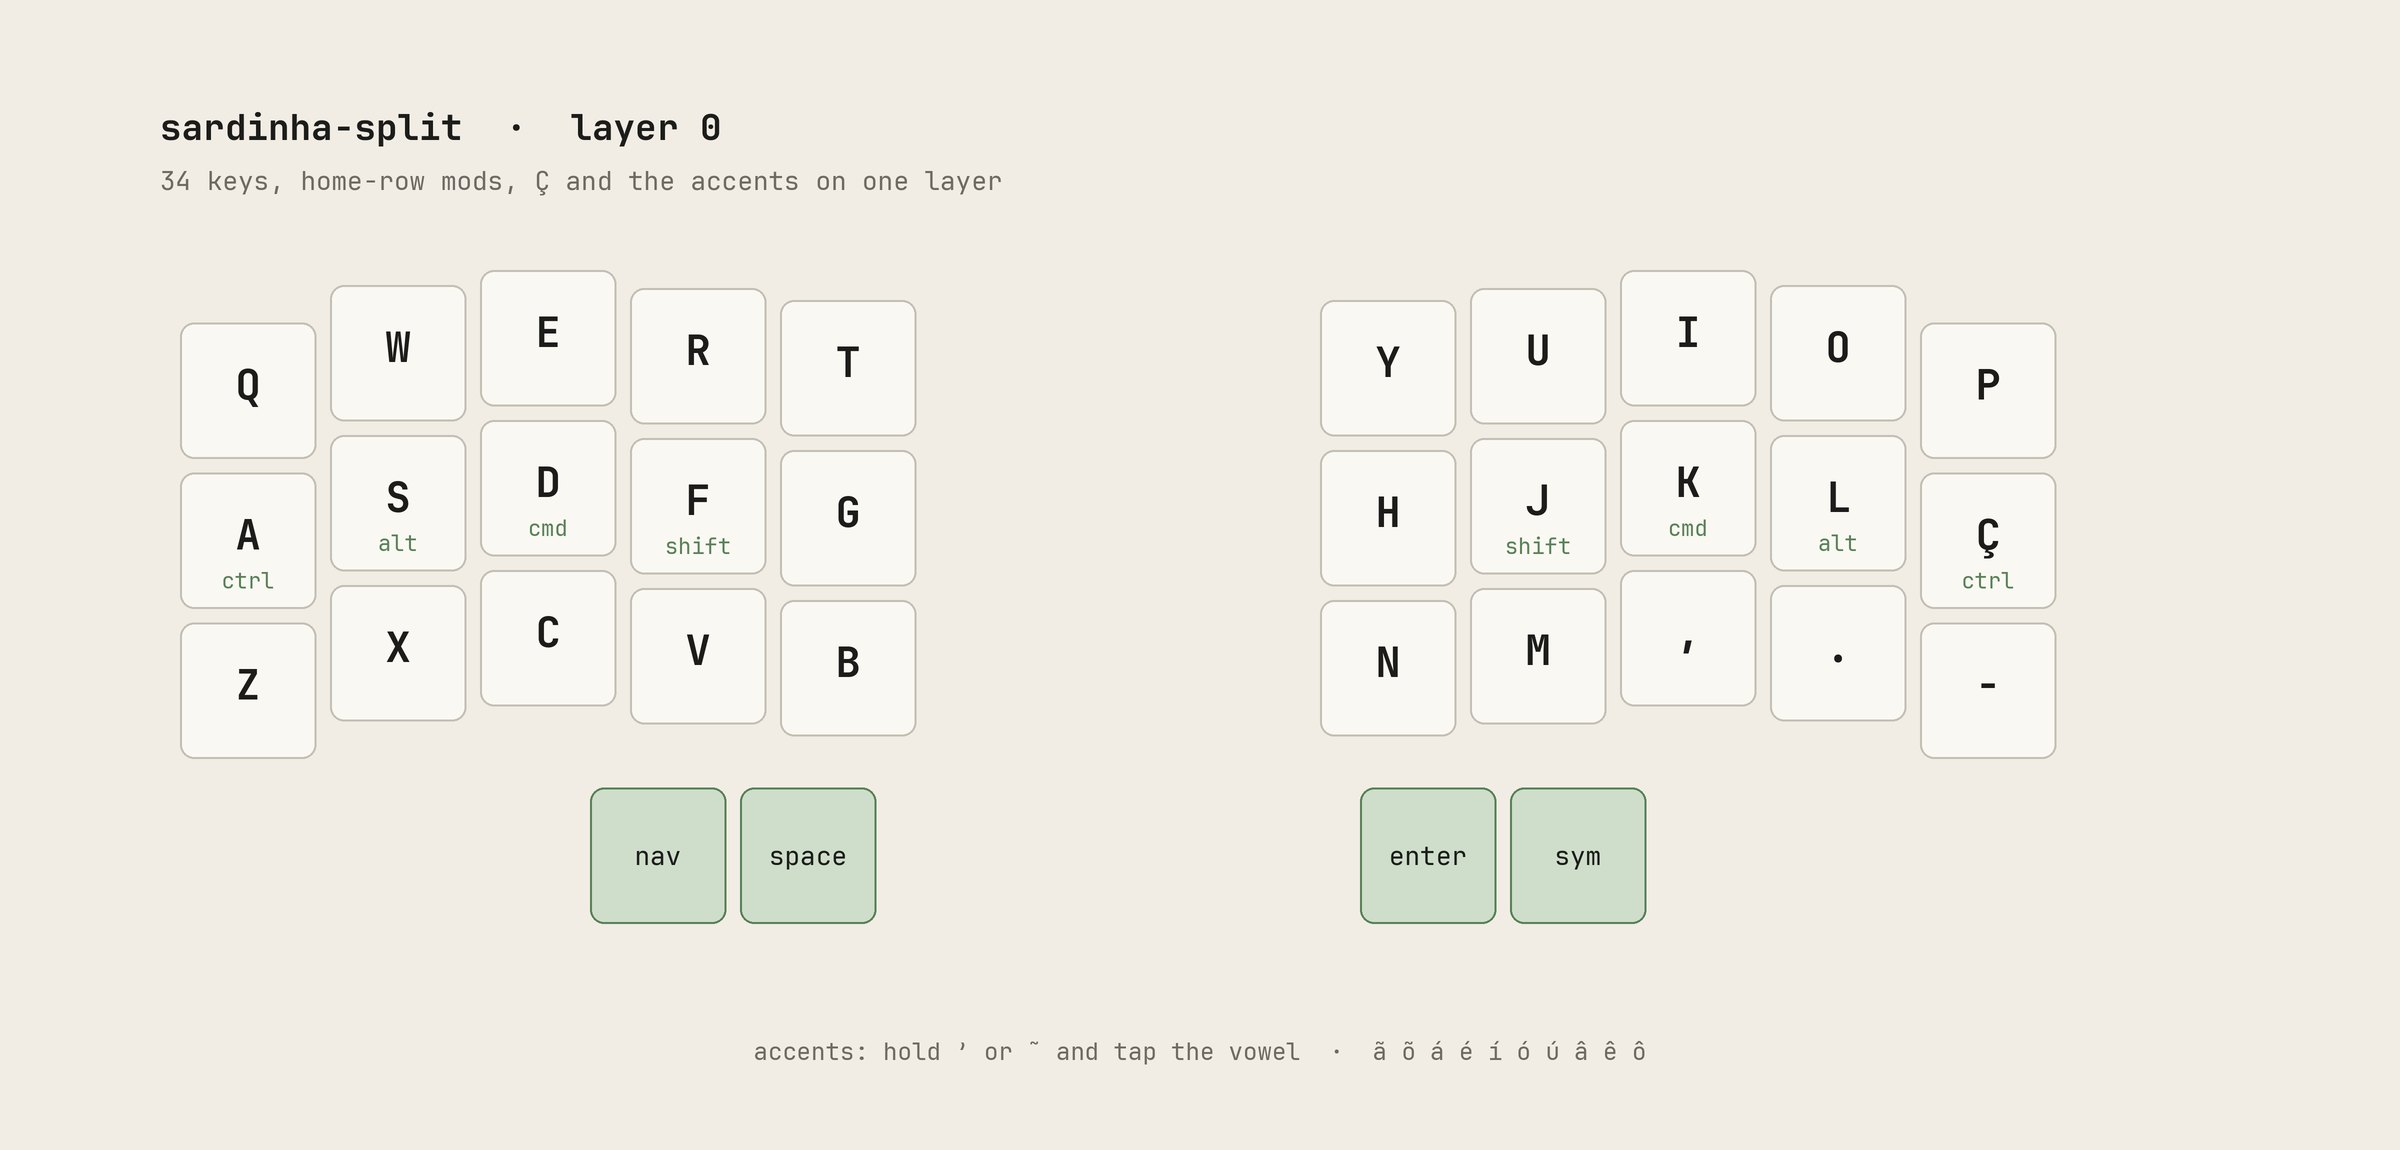 sardinha-split · layer 0
34 keys, home-row mods, Ç and the accents on one layer
Q W E R T Y U I O P
A S D F G H J K L Ç
ctrl alt cmd shift shift cmd alt ctrl
Z X C V B N M , . -
nav space enter sym
accents: hold ʼ or ˜ and tap the vowel · ã õ á é í ó ú â ê ô